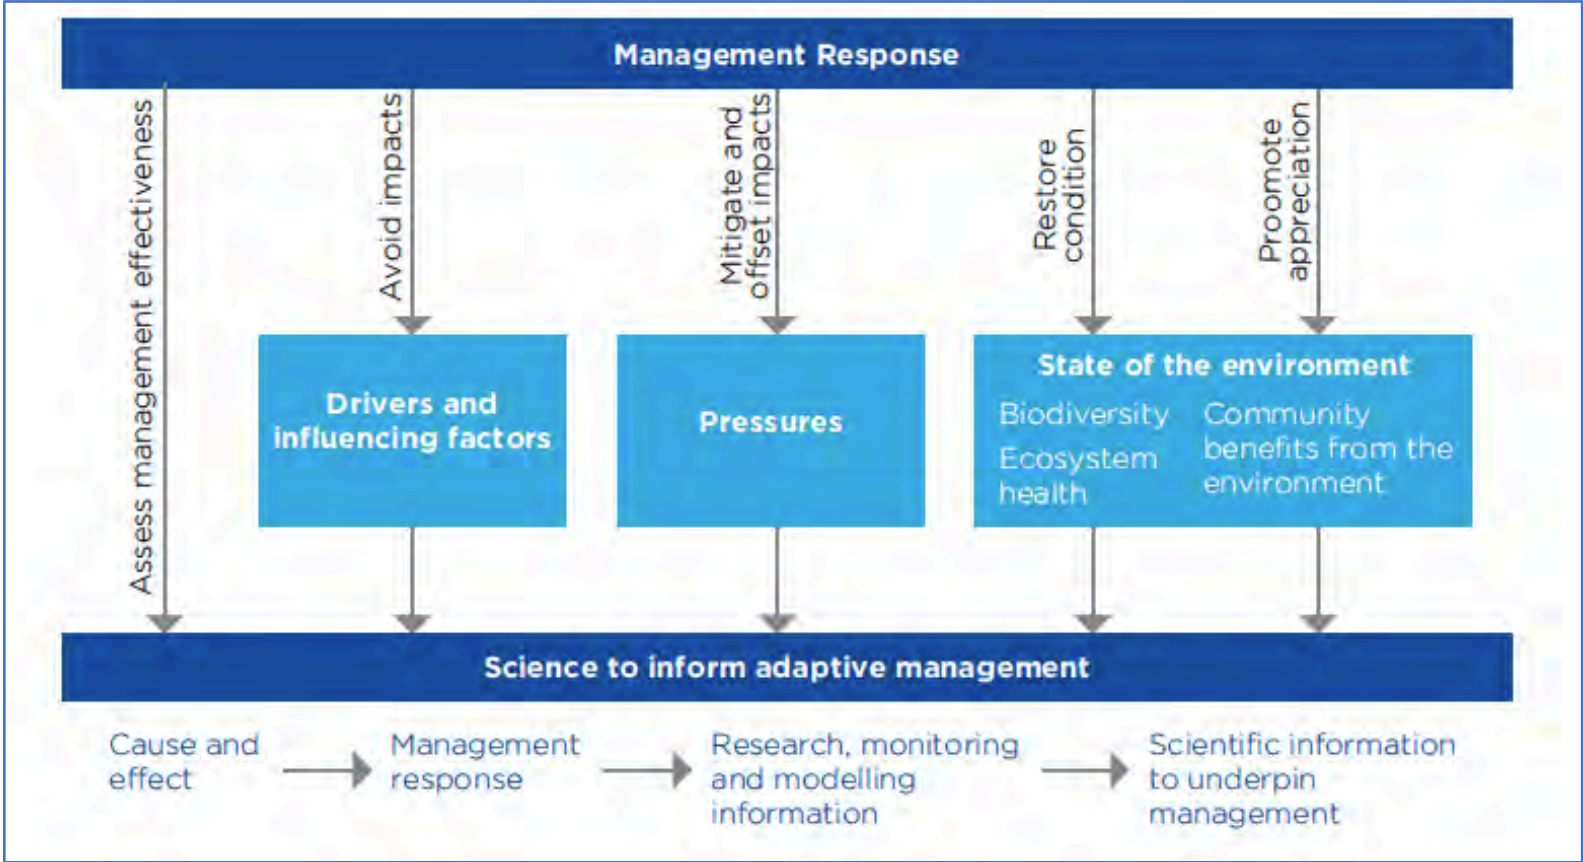 Management Response
Assess management effectiveness
Avoid impacts
Mitigate and
offset impacts
Restore
condition
Proomote
appreciation
Drivers and
influencing factors
Pressures
State of the environment
Biodiversity
Ecosystem
health
Community
benefits from the
environment
Science to inform adaptive management
Cause and
effect
Management
response
Research, monitoring
and modelling
information
Scientific information
to underpin
management